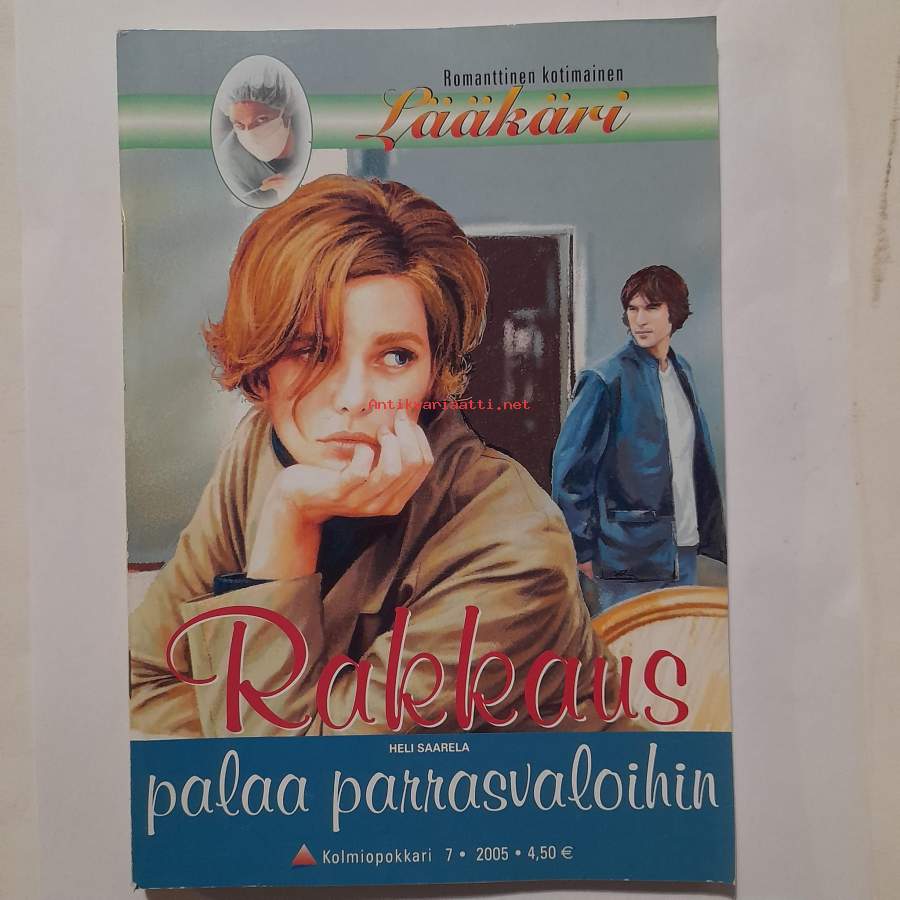 Romanttinen kotimainen
Lääkäri
Antikvariaatti.net
Rakkaus
HELI SAARELA
palaa parrasvaloihin
Kolmiopokkari 7 • 2005 • 4,50 €